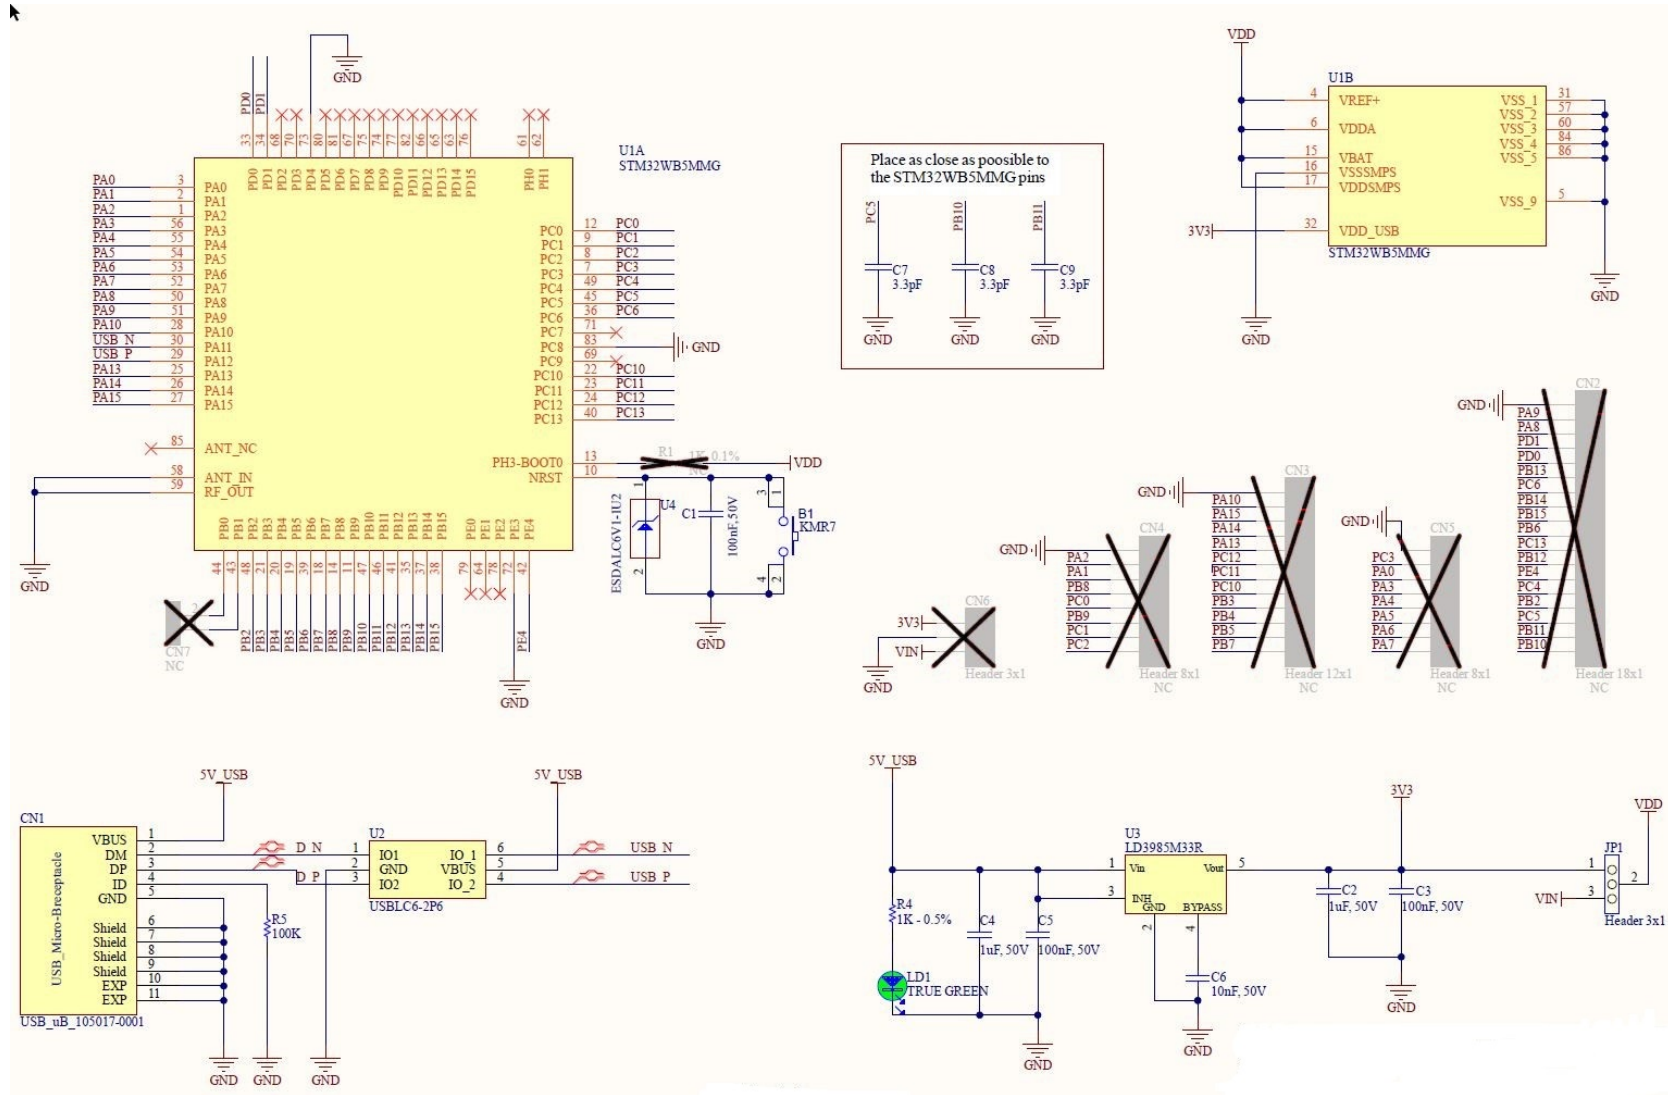 GND
PD0
PD1
33
34
68
70
73
80
81
67
75
74
77
82
66
65
63
76
61
62
PD0
PD1
PD2
PD3
PD4
PD5
PD6
PD7
PD8
PD9
PD10
PD11
PD12
PD13
PD14
PD15
PH0
PH1
U1A
STM32WB5MMG
PA0 3 PA0
PA1 2 PA1
PA2 1 PA2
PA3 56 PA3
PA4 55 PA4
PA5 54 PA5
PA6 53 PA6
PA7 52 PA7
PA8 50 PA8
PA9 51 PA9
PA10 28 PA10
USB N 30 PA11
USB P 29 PA12
PA13 25 PA13
PA14 26 PA14
PA15 27 PA15
85 ANT_NC
58 ANT_IN
59 RF_OUT
GND
PC0 12 PC0
PC1 9 PC1
PC2 8 PC2
PC3 7 PC3
PC4 49 PC4
PC5 45 PC5
PC6 36 PC6
PC7 71
PC8 83 GND
PC9 69
PC10 22 PC10
PC11 23 PC11
PC12 24 PC12
PC13 40 PC13
PH3-BOOT0 13
NRST 10
R1
1K 0.1%
NC
VDD
1
2
U4
ESDALC6V1-1U2
C1
100nF, 50V
3
1
4
2
B1
KMR7
GND
PB0
PB1
PB2
PB3
PB4
PB5
PB6
PB7
PB8
PB9
PB10
PB11
PB12
PB13
PB14
PB15
PE0
PE1
PE2
PE3
PE4
44
43
48
21
20
19
39
18
14
11
47
46
41
35
37
38
79
64
78
72
42
2
CN7
NC
PB2
PB3
PB4
PB5
PB6
PB7
PB8
PB9
PB10
PB11
PB12
PB13
PB14
PB15
PE4
GND
Place as close as poosible to
the STM32WB5MMG pins
PC5
PB10
PB11
C7
3.3pF
C8
3.3pF
C9
3.3pF
GND
GND
GND
VDD
U1B
4 VREF+
6 VDDA
15 VBAT
16 VSSSMPS
17 VDDSMPS
3V3 32 VDD_USB
VSS_1 31
VSS_2 57
VSS_3 60
VSS_4 84
VSS_5 86
VSS_9 5
STM32WB5MMG
GND
GND
CN6
3V3
VIN
GND
Header 3x1
CN4
GND
PA2
PA1
PB8
PC0
PB9
PC1
PC2
Header 8x1
NC
CN3
GND
PA10
PA15
PA14
PA13
PC12
PC11
PC10
PB3
PB4
PB5
PB7
Header 12x1
NC
CN5
GND
PC3
PA0
PA3
PA4
PA5
PA6
PA7
Header 8x1
NC
CN2
GND
PA9
PA8
PD1
PD0
PB13
PC6
PB14
PB15
PB6
PC13
PB12
PE4
PC4
PB2
PC5
PB11
PB10
Header 18x1
NC
5V_USB
CN1
USB_Micro-Breceptacle
VBUS 1
DM 2
DP 3
ID 4
GND 5
Shield 6
Shield 7
Shield 8
Shield 9
EXP 10
EXP 11
USB_uB_105017-0001
D N
D P
R5
100K
U2
1 IO1 IO_1 6
2 GND VBUS 5
3 IO2 IO_2 4
USBLC6-2P6
5V_USB
USB N
USB P
GND
GND
GND
5V_USB
R4
1K - 0.5%
LD1
TRUE GREEN
C4
1uF, 50V
C5
100nF, 50V
GND
U3
LD3985M33R
1 Vin Vout 5
3 INH
GND BYPASS
2
4
C6
10nF, 50V
GND
3V3
C2
1uF, 50V
C3
100nF, 50V
GND
VDD
JP1
1
2
VIN 3
Header 3x1